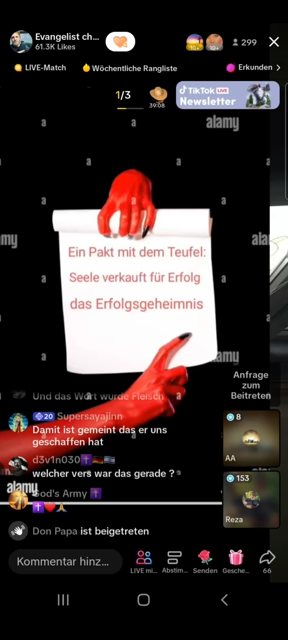 Evangelist ch...
61.3K Likes
299
LIVE-Match
Wöchentliche Rangliste
Erkunden
1/3
39:08
TikTok LIVE
Newsletter
a a a
alamy
a a a a
a a a
my
ala
Ein Pakt mit dem Teufel:
Seele verkauft für Erfolg
das Erfolgsgeheimnis
amy
Anfrage
zum
Beitreten
Und das Wort wurde Fleisch
20 Supersayajinn
Damit ist gemeint das er uns
geschaffen hat
8
AA
d3v1n030
welcher vers war das gerade ?
153
alamy
God's Army
Reza
Don Papa ist beigetreten
Kommentar hinz...
LIVE mi...
Abstim...
Senden
Gesche...
66